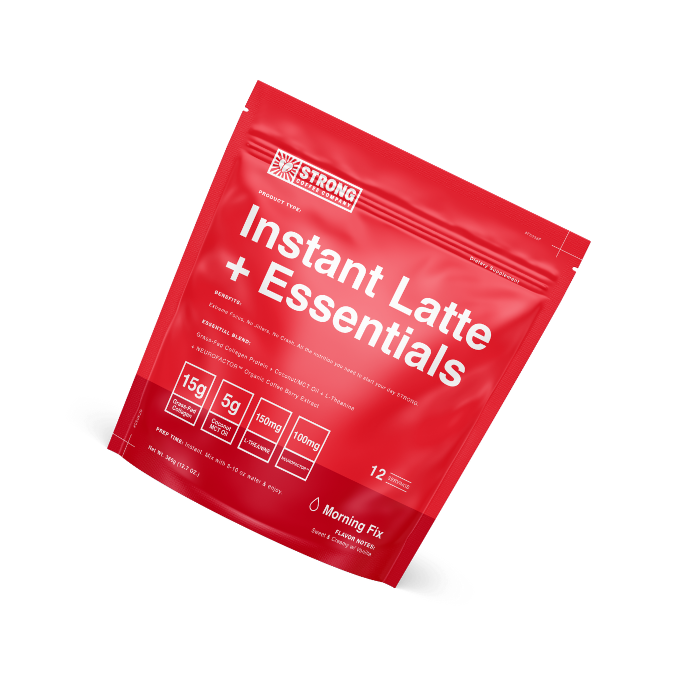 STRONG
COFFEE COMPANY
PRODUCT TYPE:
Dietary Supplement
Instant Latte
+ Essentials
BENEFITS:
Extreme Focus, No Jitters, No Crash. All the nutrition you need to start your day STRONG.
ESSENTIAL BLEND:
Grass-Fed Collagen Protein + Coconut MCT Oil + L-Theanine
+ NEUROFACTOR™ Organic Coffee Berry Extract
15g
Grass-Fed
Collagen
5g
Coconut
MCT Oil
150mg
L-THEANINE
100mg
NEUROFACTOR™
PREP TIME: Instant, Mix with 8-10 oz water & enjoy.
12 SERVINGS
Morning Fix
FLAVOR NOTES:
Sweet & Creamy w/ Vanilla